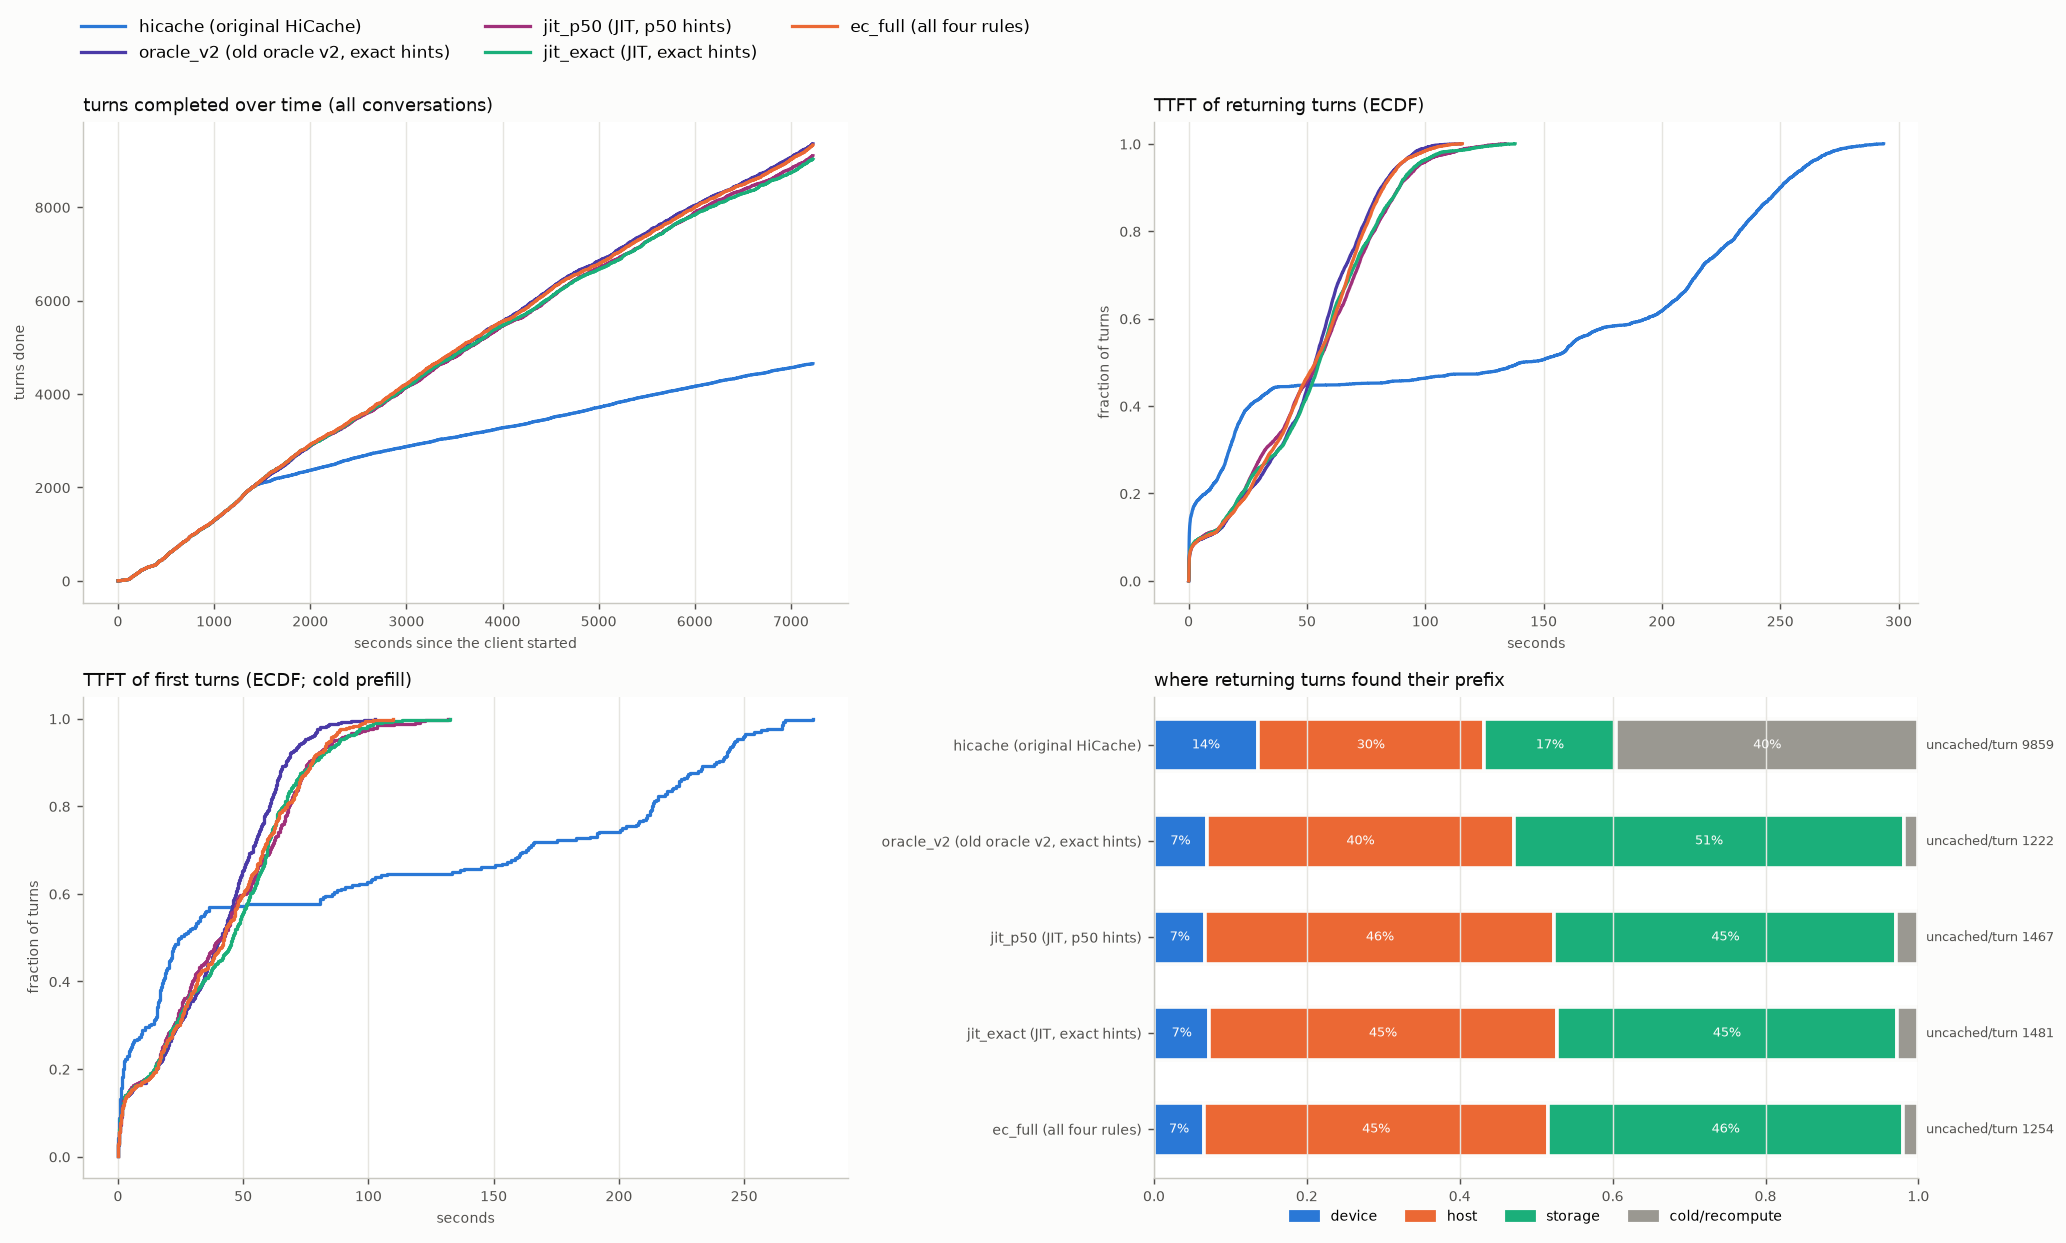 hicache (original HiCache)
oracle_v2 (old oracle v2, exact hints)
jit_p50 (JIT, p50 hints)
jit_exact (JIT, exact hints)
ec_full (all four rules)
turns completed over time (all conversations)
turns done
8000
6000
4000
2000
0
0 1000 2000 3000 4000 5000 6000 7000
seconds since the client started
TTFT of returning turns (ECDF)
fraction of turns
1.0
0.8
0.6
0.4
0.2
0.0
0 50 100 150 200 250 300
seconds
TTFT of first turns (ECDF; cold prefill)
fraction of turns
1.0
0.8
0.6
0.4
0.2
0.0
0 50 100 150 200 250
seconds
where returning turns found their prefix
hicache (original HiCache) 14% 30% 17% 40% uncached/turn 9859
oracle_v2 (old oracle v2, exact hints) 7% 40% 51% uncached/turn 1222
jit_p50 (JIT, p50 hints) 7% 46% 45% uncached/turn 1467
jit_exact (JIT, exact hints) 7% 45% 45% uncached/turn 1481
ec_full (all four rules) 7% 45% 46% uncached/turn 1254
0.0 0.2 0.4 0.6 0.8 1.0
device host storage cold/recompute